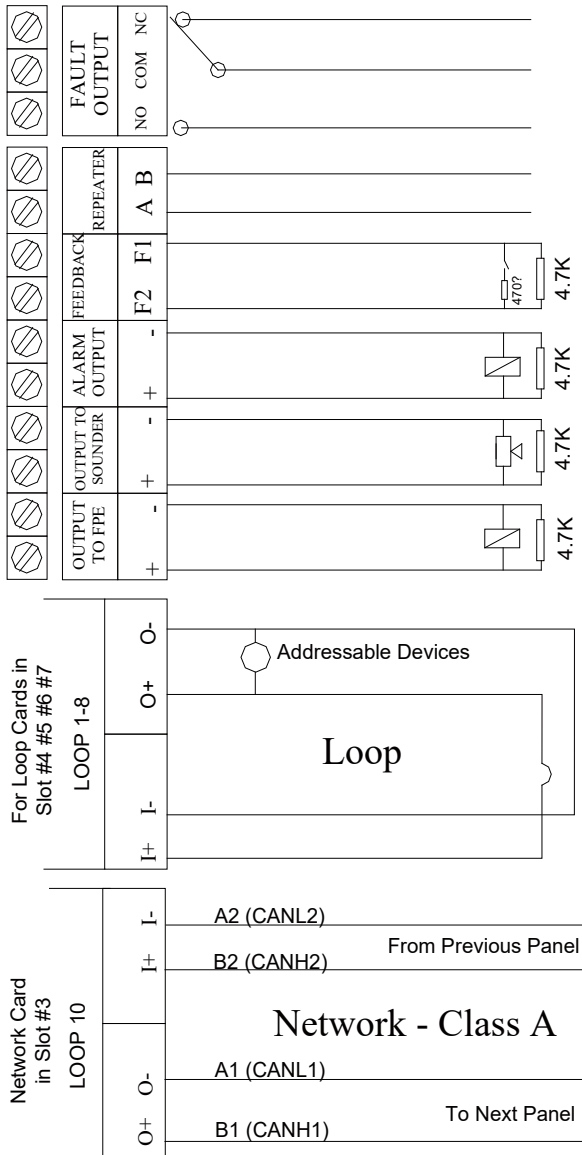 FAULT
OUTPUT
NO COM NC
REPEATER
A B
FEEDBACK
F2 F1
470?
4.7K
ALARM
OUTPUT
+ -
4.7K
OUTPUT TO
SOUNDER
+ -
4.7K
OUTPUT
TO FPE
+ -
4.7K
For Loop Cards in
Slot #4 #5 #6 #7
LOOP 1-8
I+ I- O+ O-
Addressable Devices
Loop
Network Card
in Slot #3
LOOP 10
O+ O- I+ I-
A2 (CANL2)
From Previous Panel
B2 (CANH2)
Network - Class A
A1 (CANL1)
To Next Panel
B1 (CANH1)